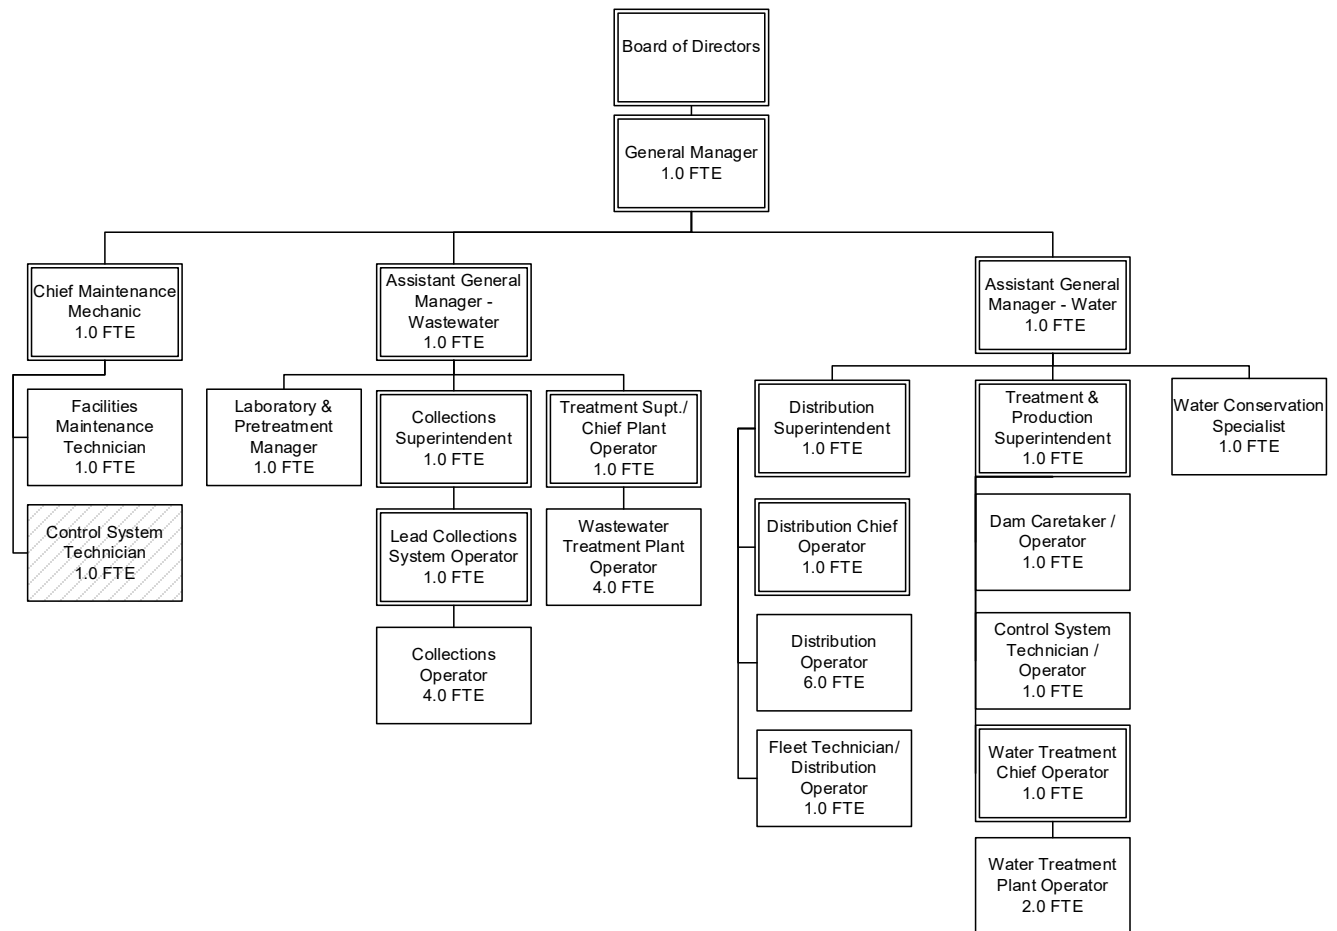 Board of Directors
General Manager
1.0 FTE
Chief Maintenance
Mechanic
1.0 FTE
Assistant General
Manager -
Wastewater
1.0 FTE
Assistant General
Manager - Water
1.0 FTE
Facilities
Maintenance
Technician
1.0 FTE
Control System
Technician
1.0 FTE
Laboratory &
Pretreatment
Manager
1.0 FTE
Collections
Superintendent
1.0 FTE
Lead Collections
System Operator
1.0 FTE
Collections
Operator
4.0 FTE
Treatment Supt./
Chief Plant
Operator
1.0 FTE
Wastewater
Treatment Plant
Operator
4.0 FTE
Distribution
Superintendent
1.0 FTE
Distribution Chief
Operator
1.0 FTE
Distribution
Operator
6.0 FTE
Fleet Technician/
Distribution
Operator
1.0 FTE
Treatment &
Production
Superintendent
1.0 FTE
Dam Caretaker /
Operator
1.0 FTE
Control System
Technician /
Operator
1.0 FTE
Water Treatment
Chief Operator
1.0 FTE
Water Treatment
Plant Operator
2.0 FTE
Water Conservation
Specialist
1.0 FTE